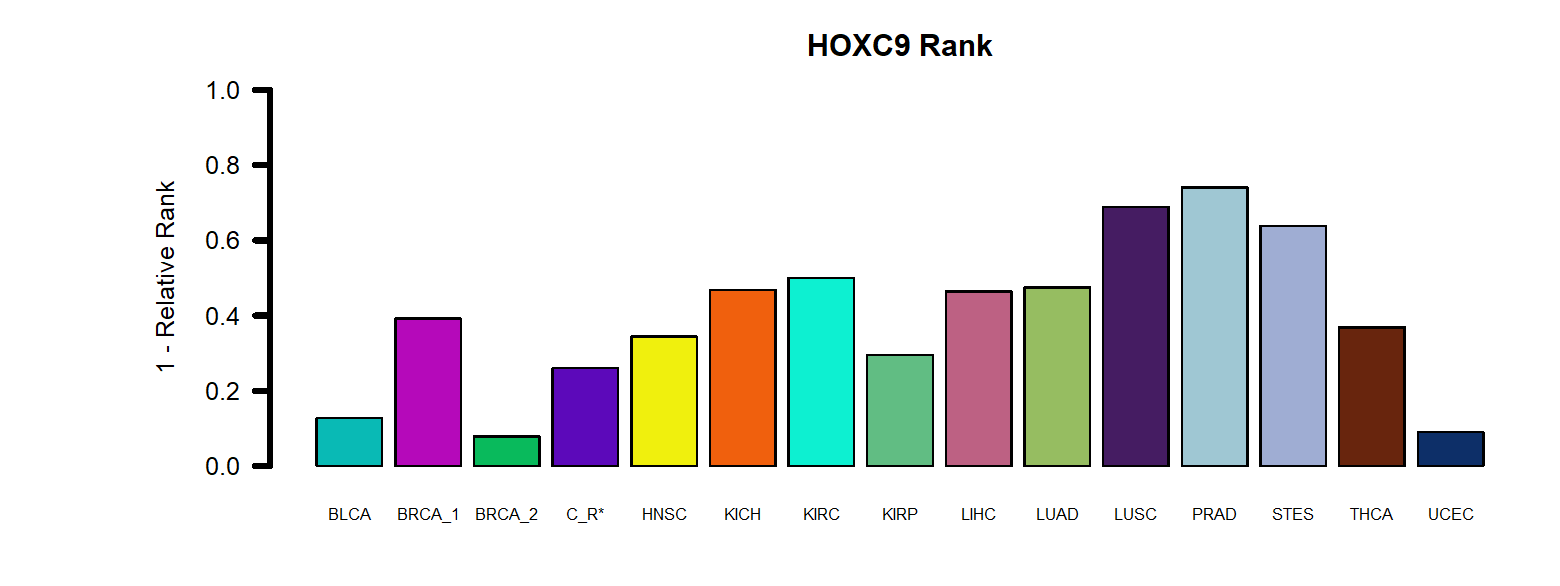 HOXC9 Rank
1 - Relative Rank
1.0
0.8
0.6
0.4
0.2
0.0
BLCA BRCA_1 BRCA_2 C_R* HNSC KICH KIRC KIRP LIHC LUAD LUSC PRAD STES THCA UCEC